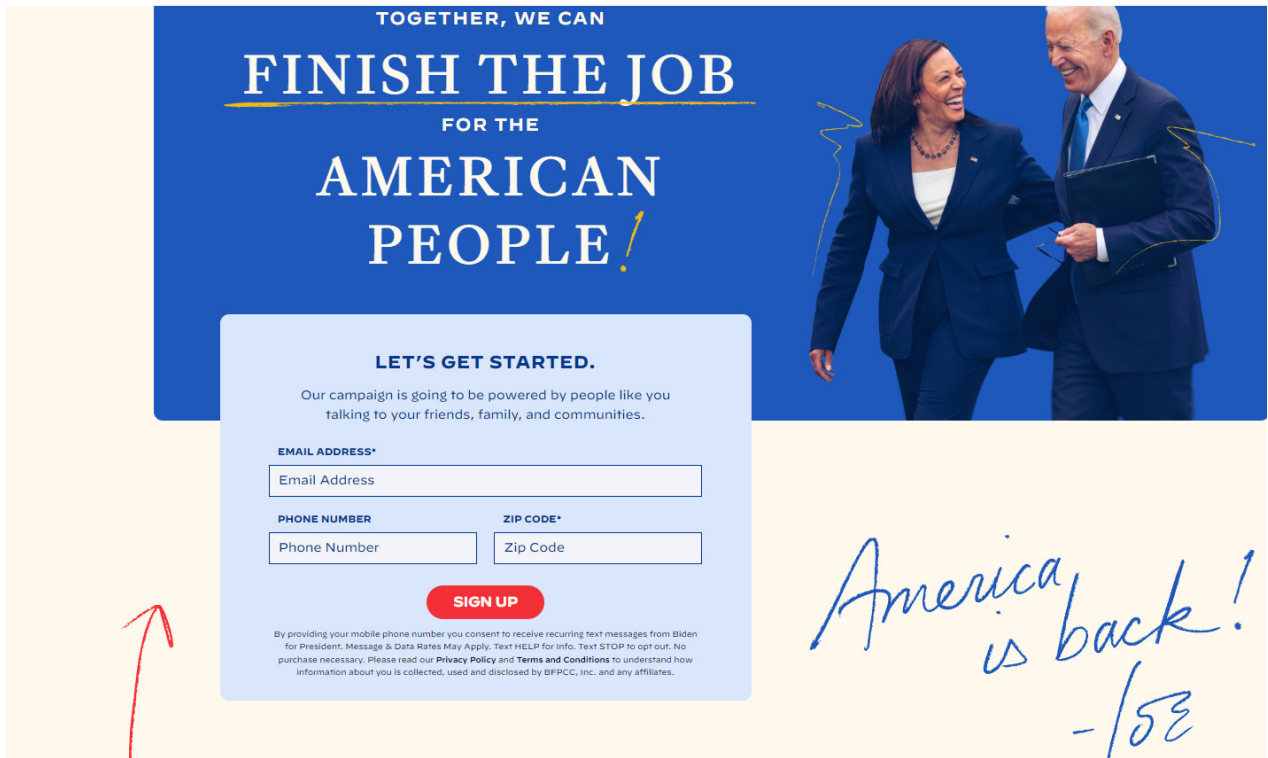 TOGETHER, WE CAN
FINISH THE JOB
FOR THE
AMERICAN
PEOPLE!
LET'S GET STARTED.
Our campaign is going to be powered by people like you
talking to your friends, family, and communities.
EMAIL ADDRESS*
Email Address
PHONE NUMBER
ZIP CODE*
Phone Number
Zip Code
SIGN UP
By providing your mobile phone number you consent to receive recurring text messages from Biden
for President. Message & Data Rates May Apply. Text HELP for Info. Text STOP to opt out. No
purchase necessary. Please read our Privacy Policy and Terms and Conditions to understand how
information about you is collected, used and disclosed by BFPCC, Inc. and any affiliates.
America
is back!
-Joe